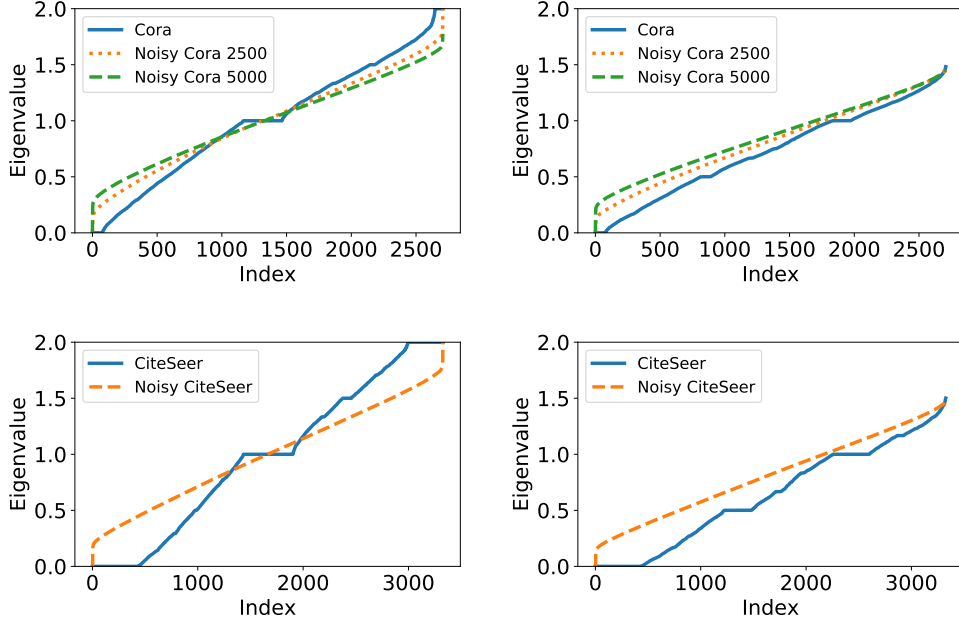 2.0
1.5
1.0
0.5
0.0
Eigenvalue
Cora
Noisy Cora 2500
Noisy Cora 5000
0 500 1000 1500 2000 2500
Index
2.0
1.5
1.0
0.5
0.0
Eigenvalue
Cora
Noisy Cora 2500
Noisy Cora 5000
0 500 1000 1500 2000 2500
Index
2.0
1.5
1.0
0.5
0.0
Eigenvalue
CiteSeer
Noisy CiteSeer
0 1000 2000 3000
Index
2.0
1.5
1.0
0.5
0.0
Eigenvalue
CiteSeer
Noisy CiteSeer
0 1000 2000 3000
Index